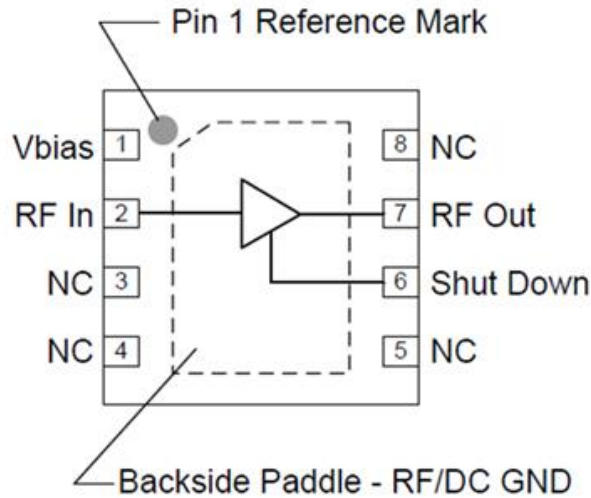 Pin 1 Reference Mark
Vbias 1 8 NC
RF In 2 7 RF Out
NC 3 6 Shut Down
NC 4 5 NC
Backside Paddle - RF/DC GND